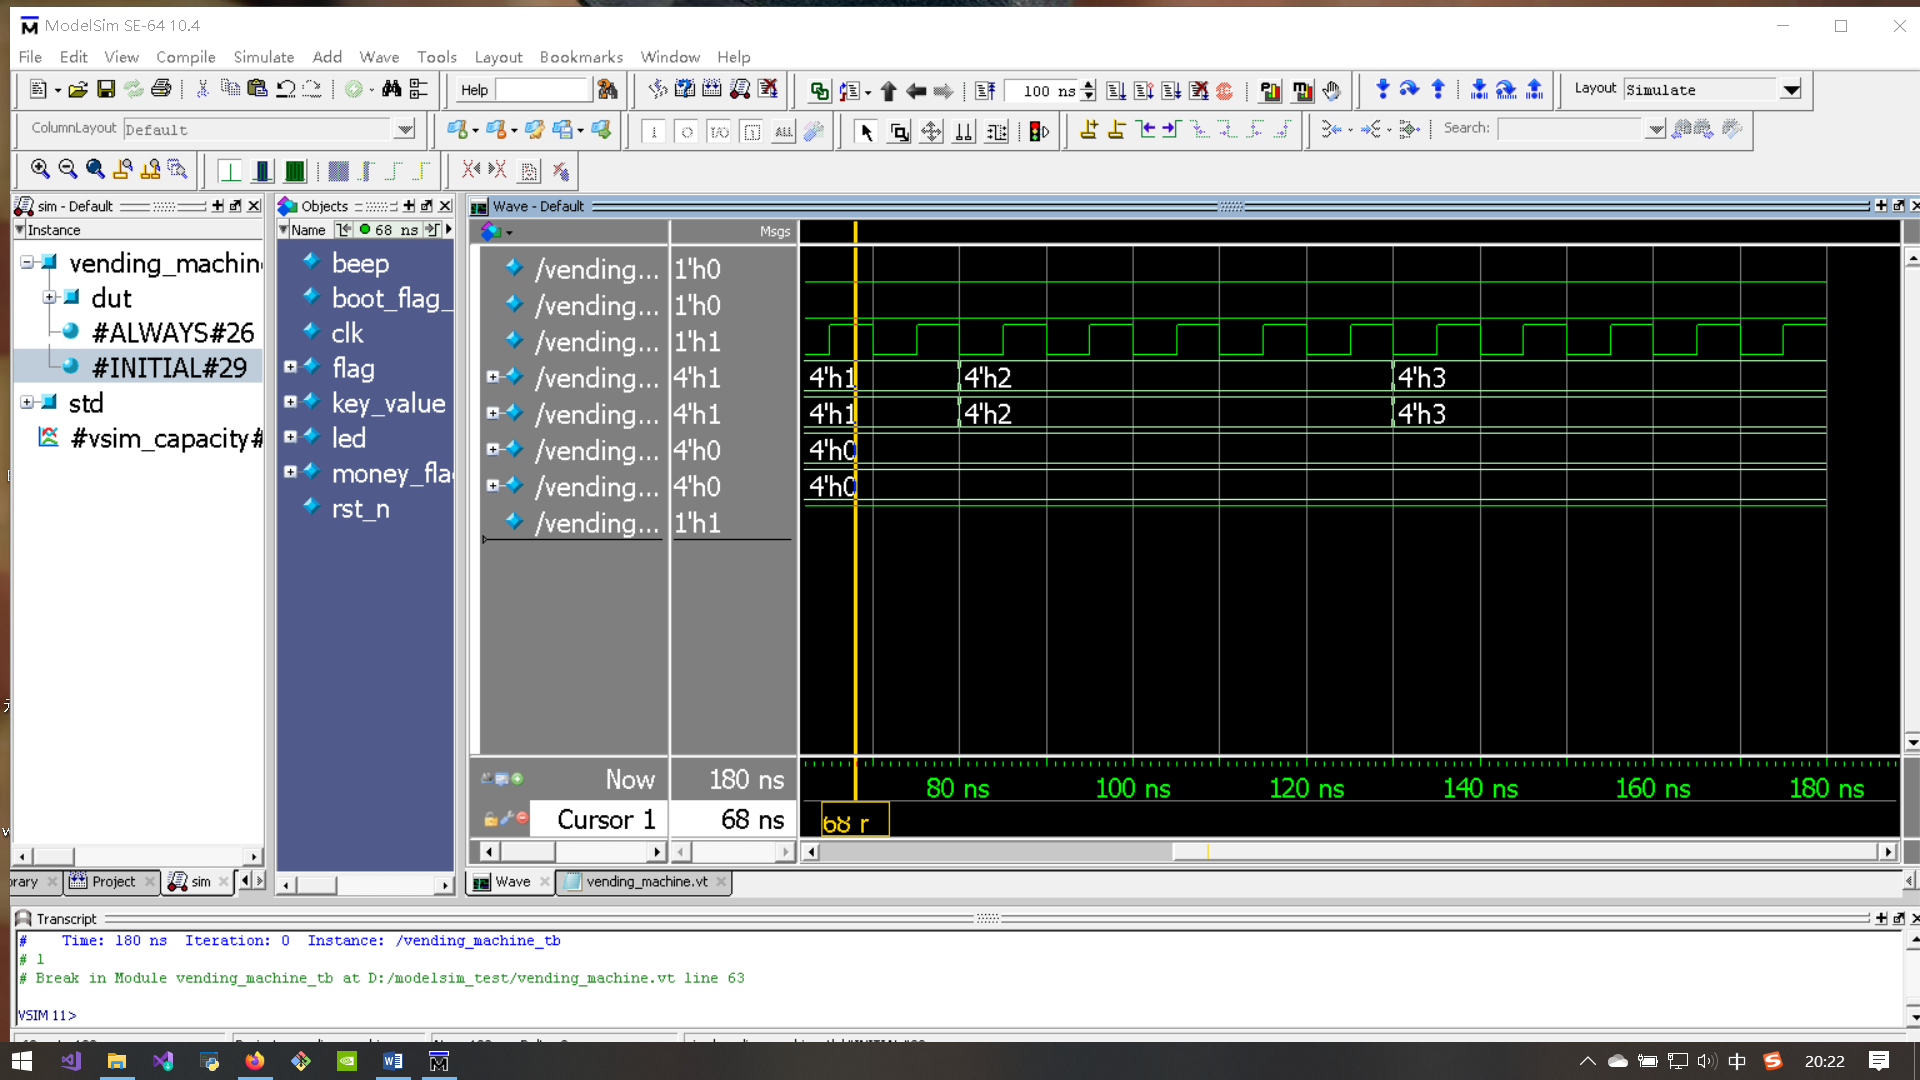 ModelSim SE-64 10.4
File Edit View Compile Simulate Add Wave Tools Layout Bookmarks Window Help
Help 100 ns Layout Simulate
ColumnLayout Default I/O ALL Search:
sim - Default
Instance
vending_machin
dut
#ALWAYS#26
#INITIAL#29
std
#vsim_capacity#
Objects
Name 68 ns
beep
boot_flag_
clk
flag
key_value
led
money_fla
rst_n
Wave - Default
Msgs
/vending... 1'h0
/vending... 1'h0
/vending... 1'h1
/vending... 4'h1 4'h1 4'h2 4'h3
/vending... 4'h1 4'h1 4'h2 4'h3
/vending... 4'h0 4'h0
/vending... 4'h0 4'h0
/vending... 1'h1
Now 180 ns 80 ns 100 ns 120 ns 140 ns 160 ns 180 ns
Cursor 1 68 ns 68 r
rary Project sim
Wave vending_machine.vt
Transcript
# Time: 180 ns Iteration: 0 Instance: /vending_machine_tb
# 1
# Break in Module vending_machine_tb at D:/modelsim_test/vending_machine.vt line 63
VSIM 11>
中 20:22